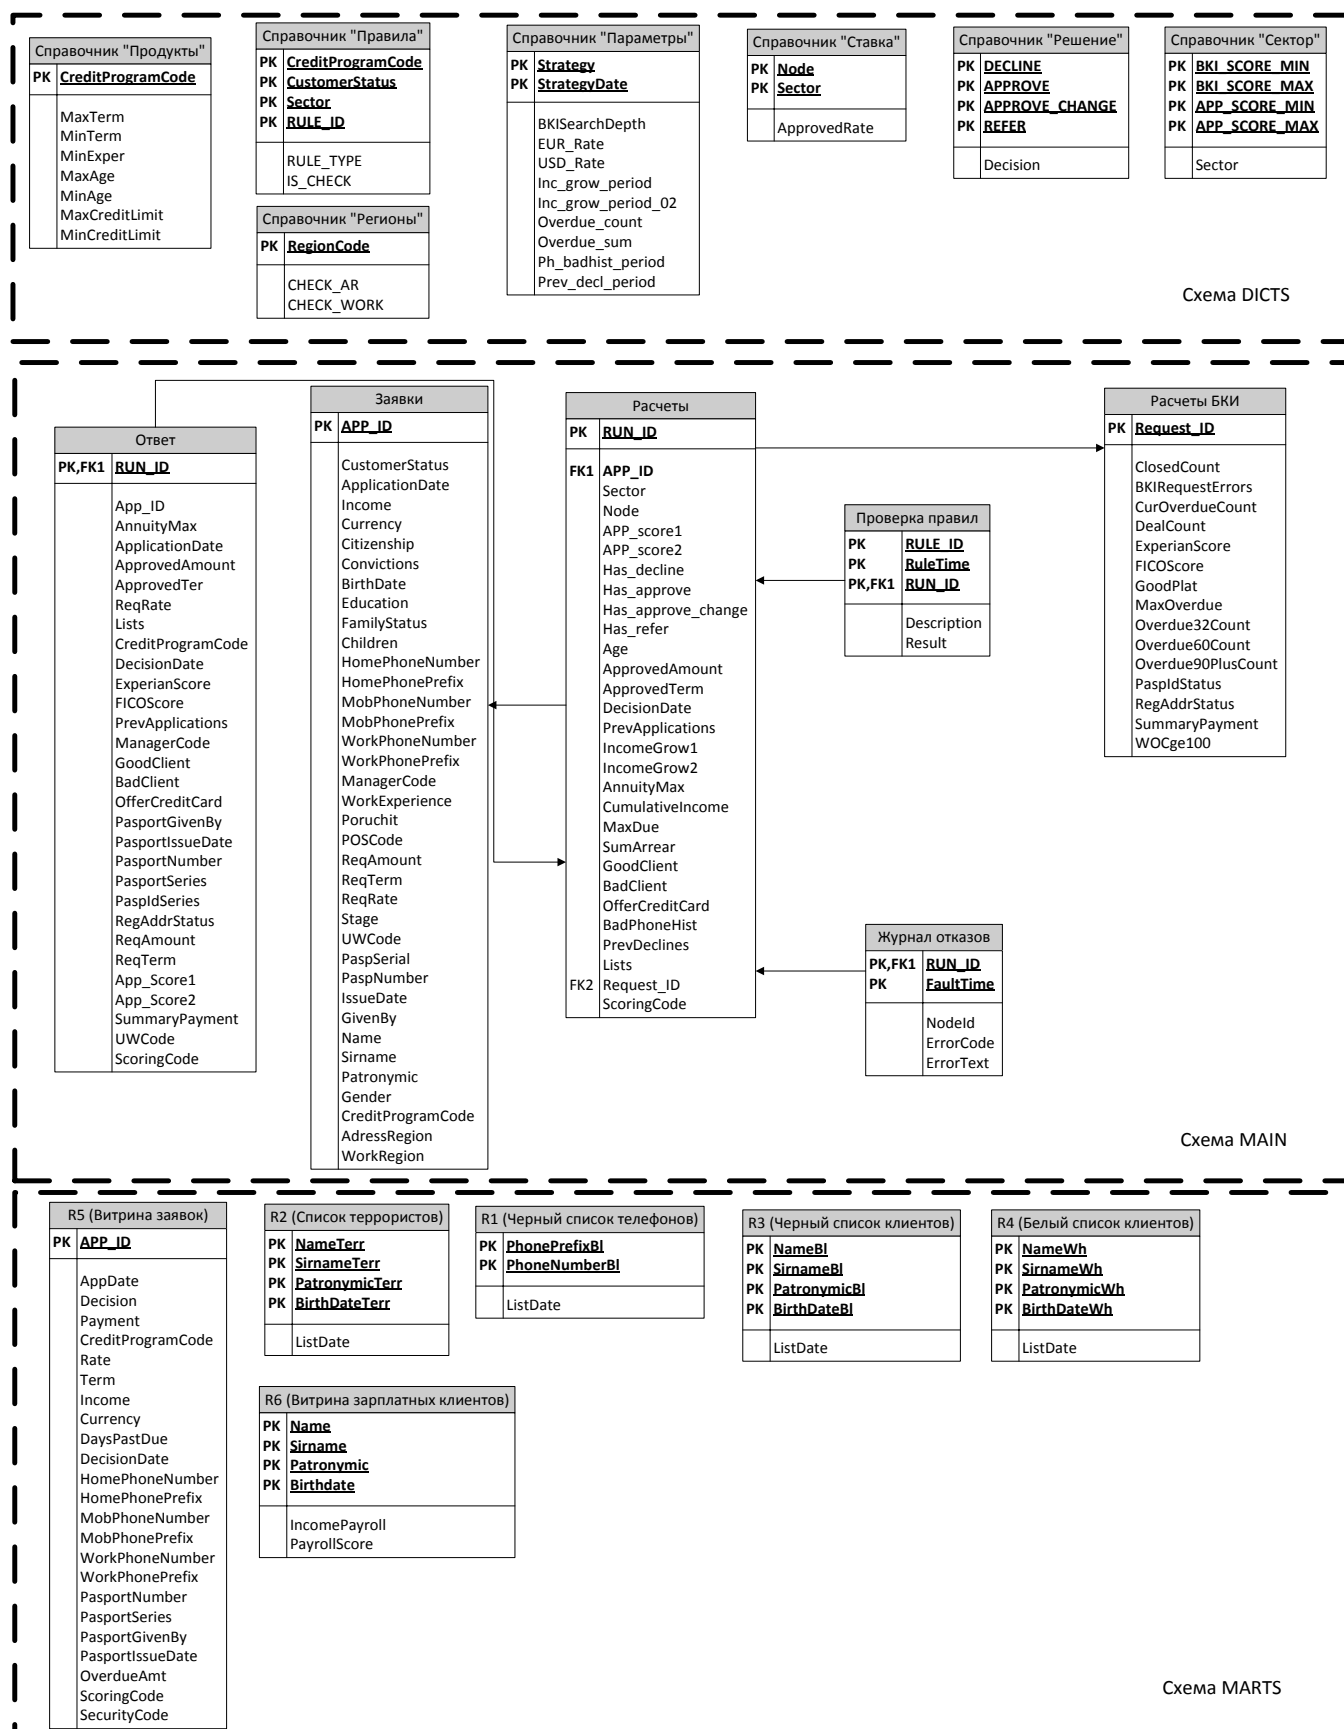 Справочник "Продукты"
PK CreditProgramCode
MaxTerm
MinTerm
MinExper
MaxAge
MinAge
MaxCreditLimit
MinCreditLimit
Справочник "Правила"
PK CreditProgramCode
PK CustomerStatus
PK Sector
PK RULE_ID
RULE_TYPE
IS_CHECK
Справочник "Регионы"
PK RegionCode
CHECK_AR
CHECK_WORK
Справочник "Параметры"
PK Strategy
PK StrategyDate
BKISearchDepth
EUR_Rate
USD_Rate
Inc_grow_period
Inc_grow_period_02
Overdue_count
Overdue_sum
Ph_badhist_period
Prev_decl_period
Справочник "Ставка"
PK Node
PK Sector
ApprovedRate
Справочник "Решение"
PK DECLINE
PK APPROVE
PK APPROVE_CHANGE
PK REFER
Decision
Справочник "Сектор"
PK BKI_SCORE_MIN
PK BKI_SCORE_MAX
PK APP_SCORE_MIN
PK APP_SCORE_MAX
Sector
Схема DICTS
Ответ
PK,FK1 RUN_ID
App_ID
AnnuityMax
ApplicationDate
ApprovedAmount
ApprovedTer
ReqRate
Lists
CreditProgramCode
DecisionDate
ExperianScore
FICOScore
PrevApplications
ManagerCode
GoodClient
BadClient
OfferCreditCard
PasportGivenBy
PasportIssueDate
PasportNumber
PasportSeries
PaspIdSeries
RegAddrStatus
ReqAmount
ReqTerm
App_Score1
App_Score2
SummaryPayment
UWCode
ScoringCode
Заявки
PK APP_ID
CustomerStatus
ApplicationDate
Income
Currency
Citizenship
Convictions
BirthDate
Education
FamilyStatus
Children
HomePhoneNumber
HomePhonePrefix
MobPhoneNumber
MobPhonePrefix
WorkPhoneNumber
WorkPhonePrefix
ManagerCode
WorkExperience
Poruchit
POSCode
ReqAmount
ReqTerm
ReqRate
Stage
UWCode
PaspSerial
PaspNumber
IssueDate
GivenBy
Name
Sirname
Patronymic
Gender
CreditProgramCode
AdressRegion
WorkRegion
Расчеты
PK RUN_ID
FK1 APP_ID
Sector
Node
APP_score1
APP_score2
Has_decline
Has_approve
Has_approve_change
Has_refer
Age
ApprovedAmount
ApprovedTerm
DecisionDate
PrevApplications
IncomeGrow1
IncomeGrow2
AnnuityMax
CumulativeIncome
MaxDue
SumArrear
GoodClient
BadClient
OfferCreditCard
BadPhoneHist
PrevDeclines
Lists
FK2 Request_ID
ScoringCode
Проверка правил
PK RULE_ID
PK RuleTime
PK,FK1 RUN_ID
Description
Result
Журнал отказов
PK,FK1 RUN_ID
PK FaultTime
NodeId
ErrorCode
ErrorText
Расчеты БКИ
PK Request_ID
ClosedCount
BKIRequestErrors
CurOverdueCount
DealCount
ExperianScore
FICOScore
GoodPlat
MaxOverdue
Overdue32Count
Overdue60Count
Overdue90PlusCount
PaspIdStatus
RegAddrStatus
SummaryPayment
WOCge100
Схема MAIN
R5 (Витрина заявок)
PK APP_ID
AppDate
Decision
Payment
CreditProgramCode
Rate
Term
Income
Currency
DaysPastDue
DecisionDate
HomePhoneNumber
HomePhonePrefix
MobPhoneNumber
MobPhonePrefix
WorkPhoneNumber
WorkPhonePrefix
PasportNumber
PasportSeries
PasportGivenBy
PasportIssueDate
OverdueAmt
ScoringCode
SecurityCode
R2 (Список террористов)
PK NameTerr
PK SirnameTerr
PK PatronymicTerr
PK BirthDateTerr
ListDate
R6 (Витрина зарплатных клиентов)
PK Name
PK Sirname
PK Patronymic
PK Birthdate
IncomePayroll
PayrollScore
R1 (Черный список телефонов)
PK PhonePrefixBl
PK PhoneNumberBl
ListDate
R3 (Черный список клиентов)
PK NameBl
PK SirnameBl
PK PatronymicBl
PK BirthDateBl
ListDate
R4 (Белый список клиентов)
PK NameWh
PK SirnameWh
PK PatronymicWh
PK BirthDateWh
ListDate
Схема MARTS